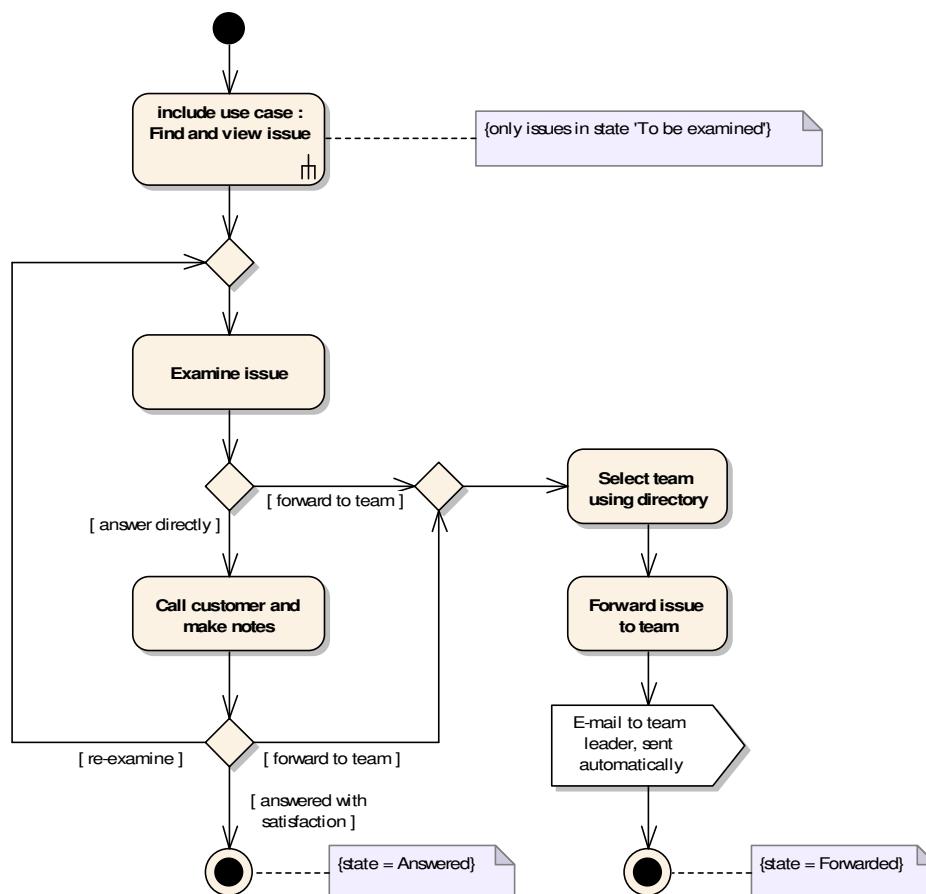 include use case :
Find and view issue
{only issues in state 'To be examined'}
Examine issue
[ forward to team ]
[ answer directly ]
Select team
using directory
Call customer and
make notes
Forward issue
to team
E-mail to team
leader, sent
automatically
[ re-examine ]
[ forward to team ]
[ answered with
satisfaction ]
{state = Answered}
{state = Forwarded}